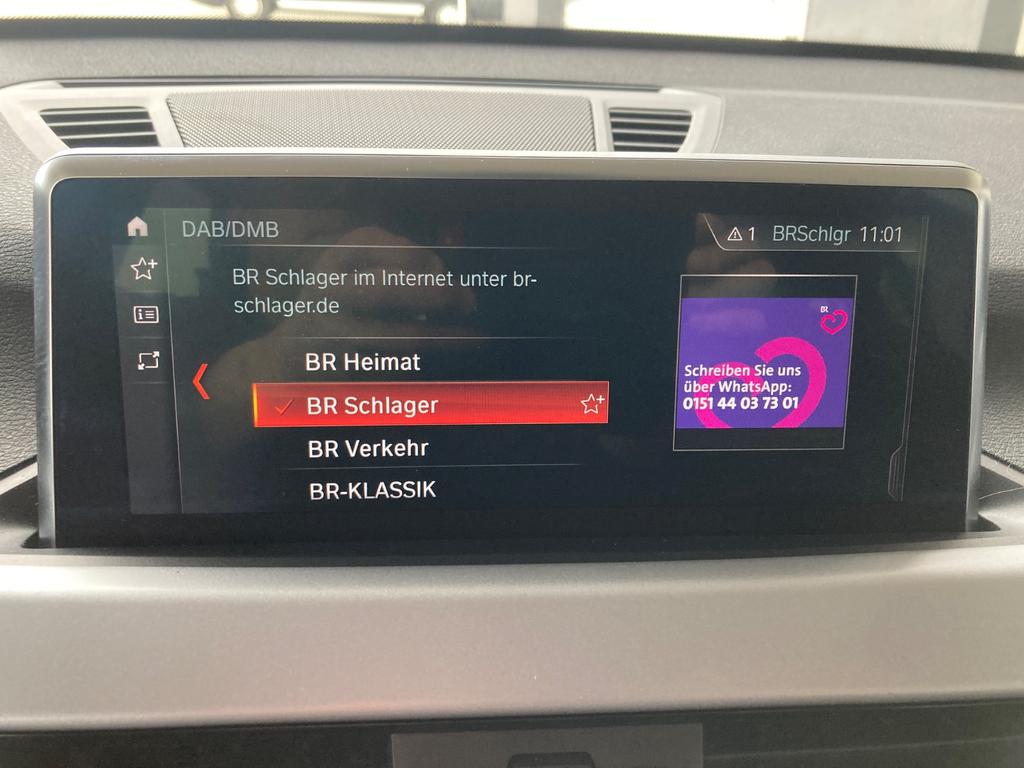 DAB/DMB
1 BRSchlgr 11:01
BR Schlager im Internet unter br-
schlager.de
BR Heimat
BR Schlager
BR Verkehr
BR-KLASSIK
BR
Schreiben Sie uns
über WhatsApp:
0151 44 03 73 01